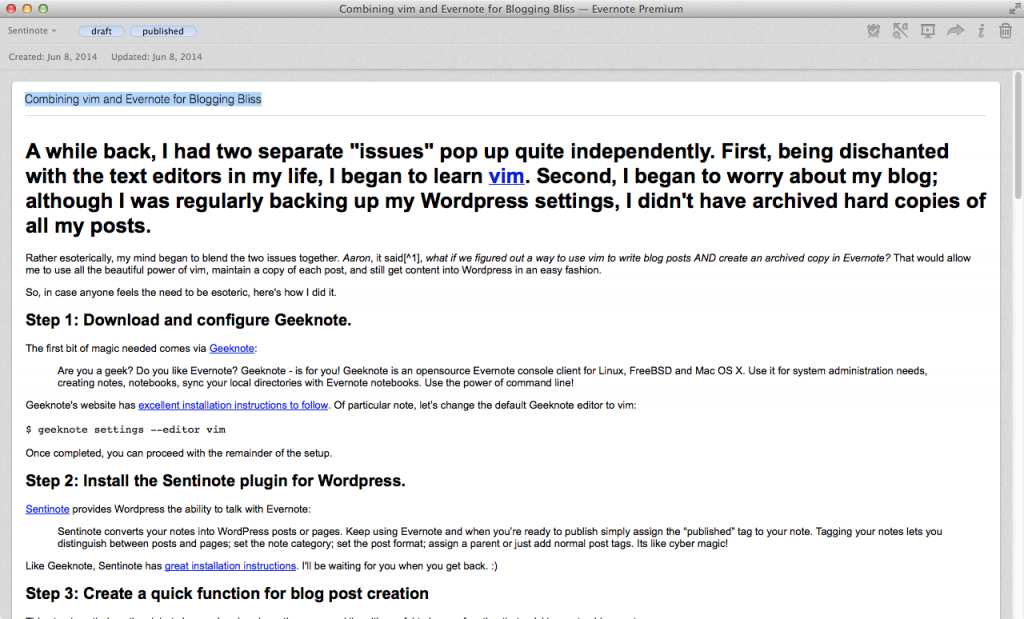 Combining vim and Evernote for Blogging Bliss — Evernote Premium
Sentinote
draft
published
Created: Jun 8, 2014 Updated: Jun 8, 2014
Combining vim and Evernote for Blogging Bliss
A while back, I had two separate "issues" pop up quite independently. First, being dischanted
with the text editors in my life, I began to learn vim. Second, I began to worry about my blog;
although I was regularly backing up my Wordpress settings, I didn't have archived hard copies of
all my posts.
Rather esoterically, my mind began to blend the two issues together. Aaron, it said[^1], what if we figured out a way to use vim to write blog posts AND create an archived copy in Evernote? That would allow
me to use all the beautiful power of vim, maintain a copy of each post, and still get content into Wordpress in an easy fashion.
So, in case anyone feels the need to be esoteric, here's how I did it.
Step 1: Download and configure Geeknote.
The first bit of magic needed comes via Geeknote:
Are you a geek? Do you like Evernote? Geeknote - is for you! Geeknote is an opensource Evernote console client for Linux, FreeBSD and Mac OS X. Use it for system administration needs,
creating notes, notebooks, sync your local directories with Evernote notebooks. Use the power of command line!
Geeknote's website has excellent installation instructions to follow. Of particular note, let's change the default Geeknote editor to vim:
$ geeknote settings --editor vim
Once completed, you can proceed with the remainder of the setup.
Step 2: Install the Sentinote plugin for Wordpress.
Sentinote provides Wordpress the ability to talk with Evernote:
Sentinote converts your notes into WordPress posts or pages. Keep using Evernote and when you're ready to publish simply assign the "published" tag to your note. Tagging your notes lets you
distinguish between posts and pages; set the note category; set the post format; assign a parent or just add normal post tags. Its like cyber magic!
Like Geeknote, Sentinote has great installation instructions. I'll be waiting for you when you get back. :)
Step 3: Create a quick function for blog post creation